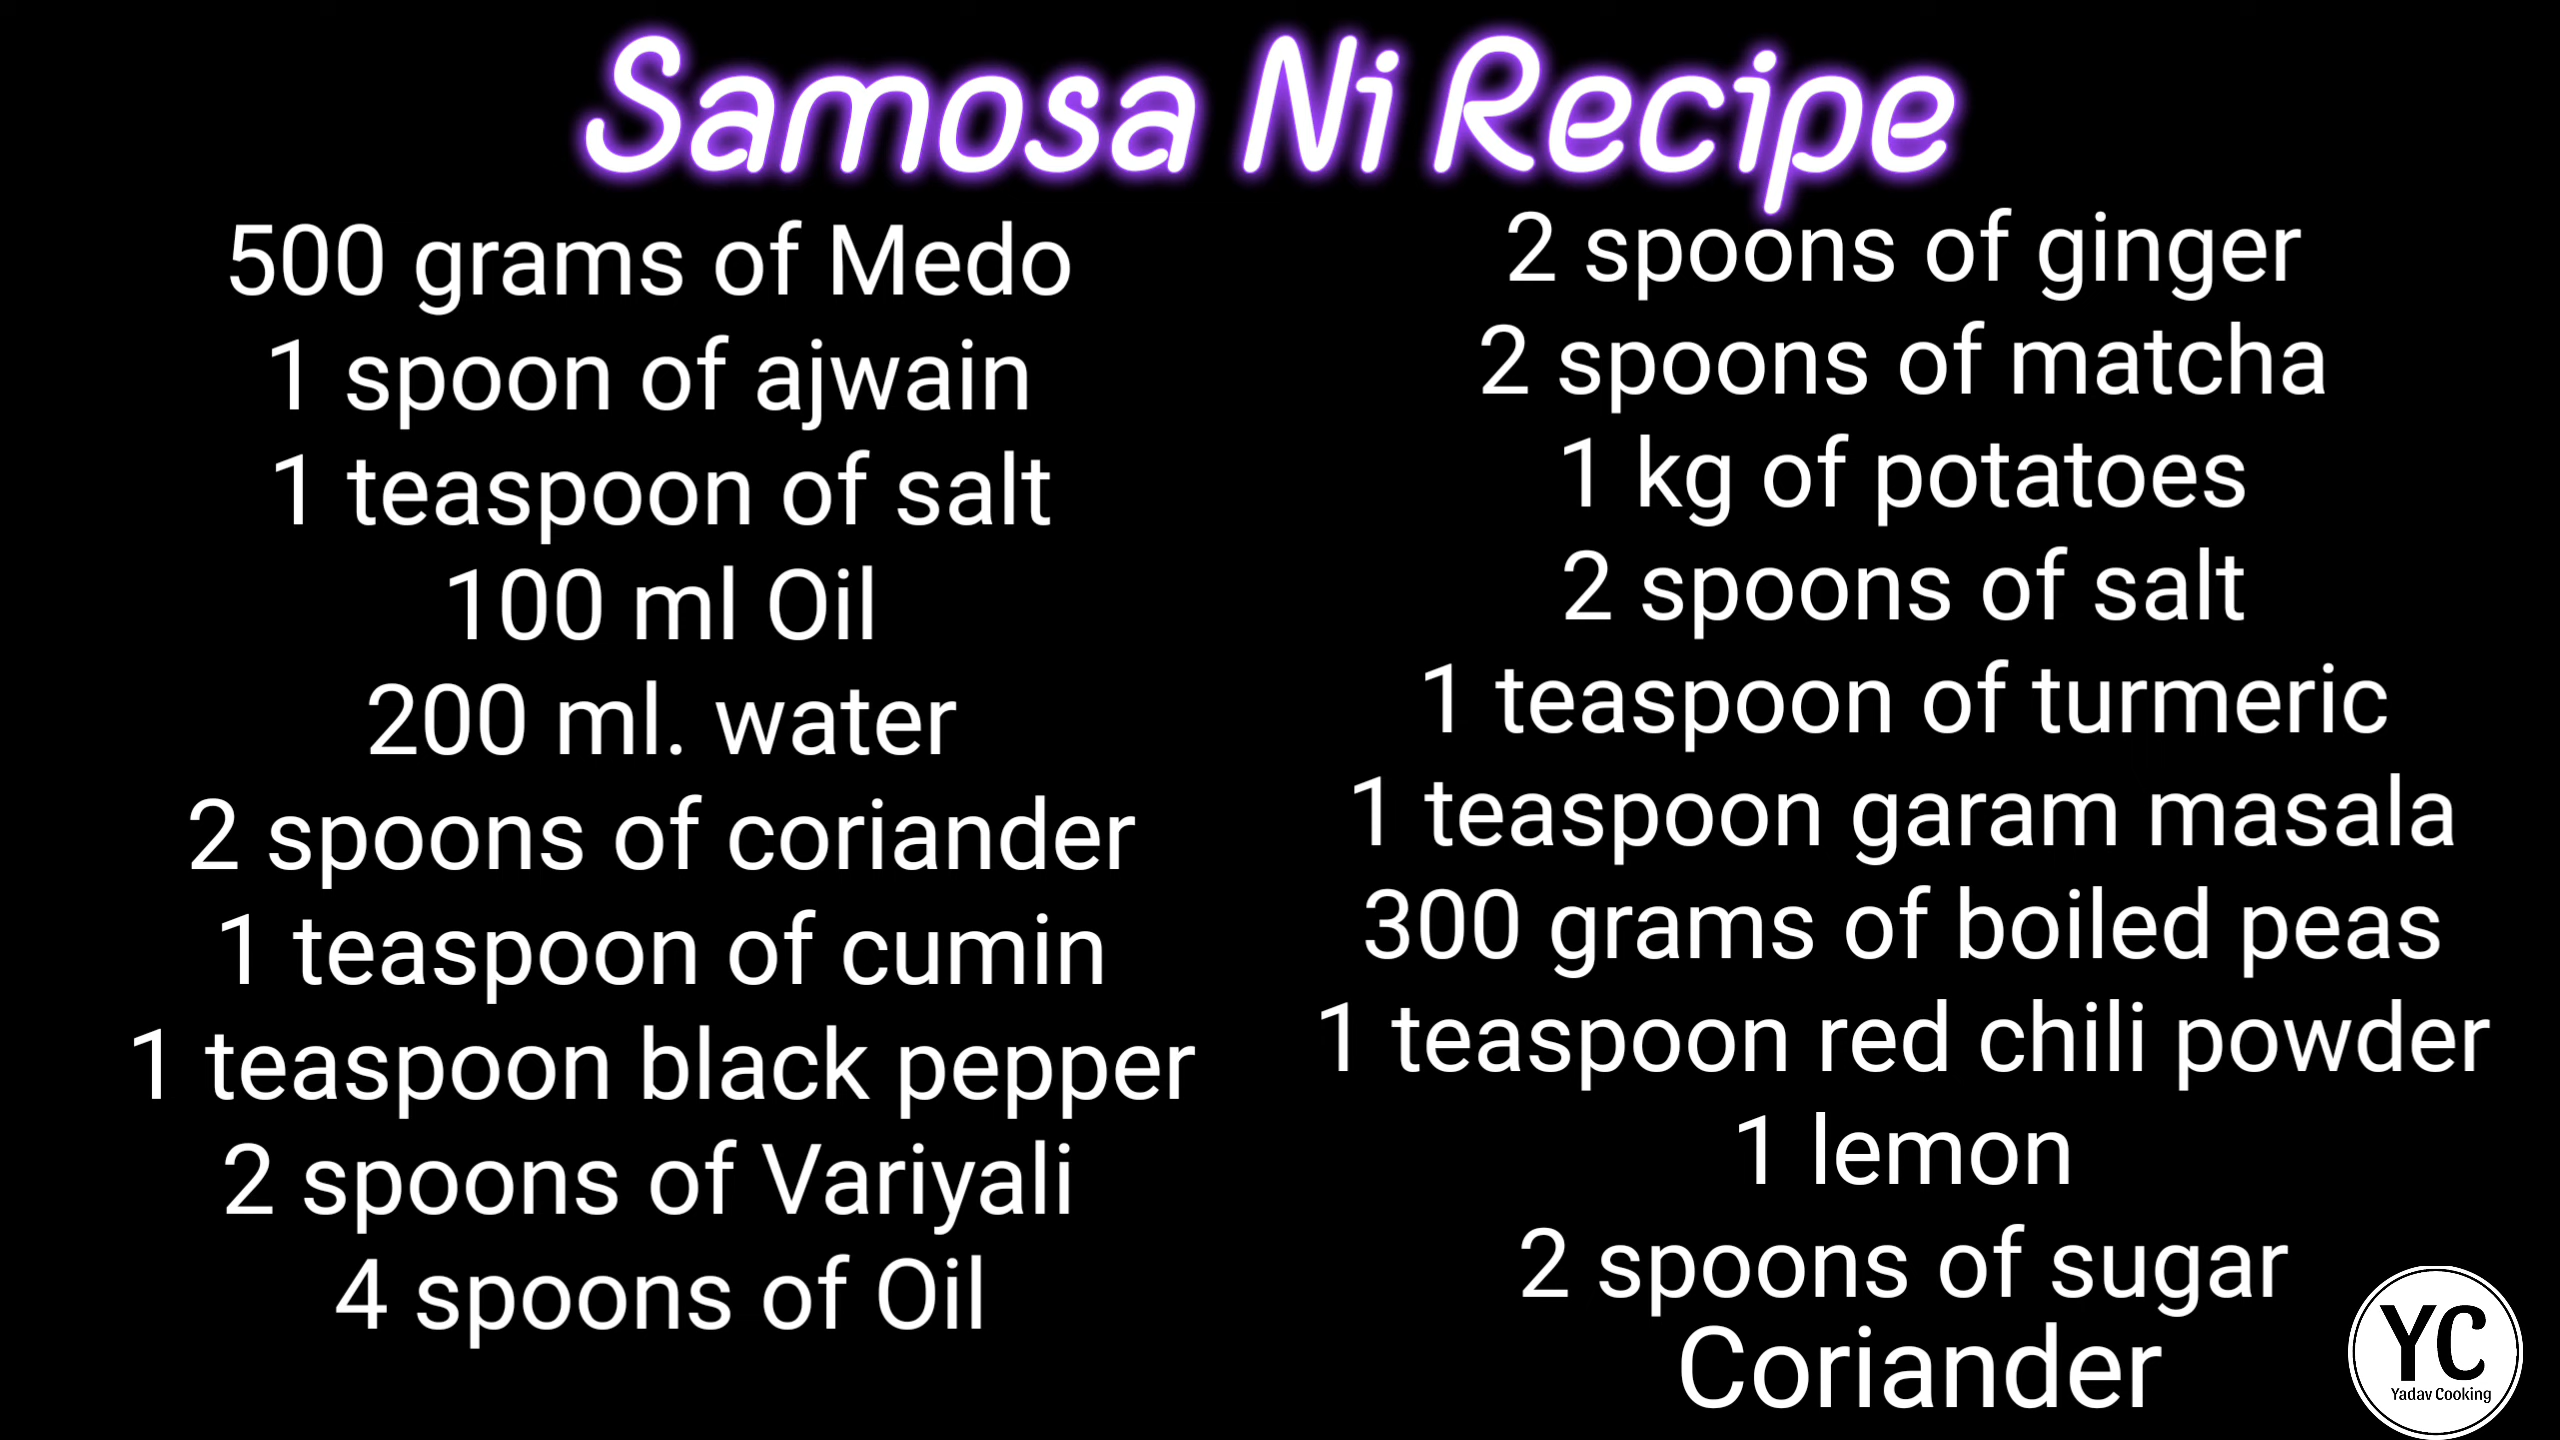 Samosa Ni Recipe
500 grams of Medo
1 spoon of ajwain
1 teaspoon of salt
100 ml Oil
200 ml. water
2 spoons of coriander
1 teaspoon of cumin
1 teaspoon black pepper
2 spoons of Variyali
4 spoons of Oil
2 spoons of ginger
2 spoons of matcha
1 kg of potatoes
2 spoons of salt
1 teaspoon of turmeric
1 teaspoon garam masala
300 grams of boiled peas
1 teaspoon red chili powder
1 lemon
2 spoons of sugar
Coriander
YC
Yadav Cooking